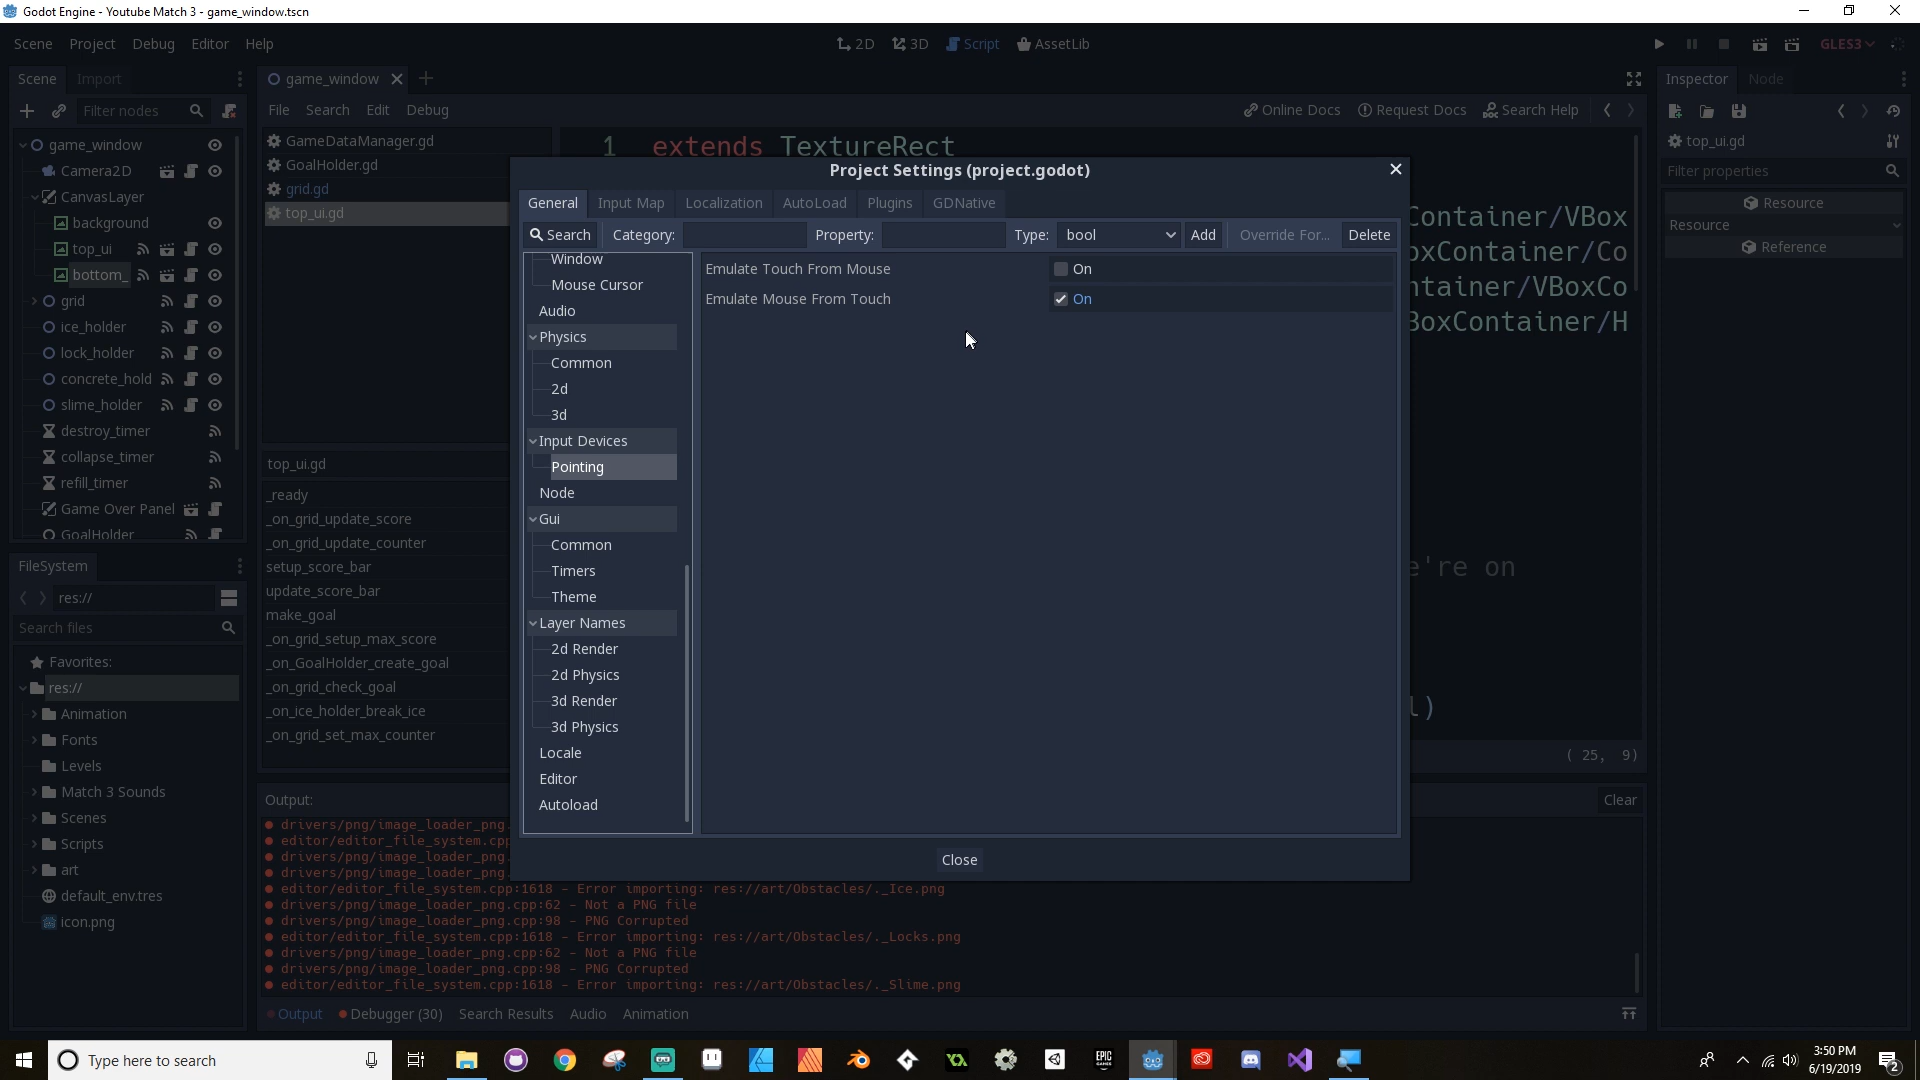 Godot Engine - Youtube Match 3 - game_window.tscn
Scene Project Debug Editor Help
2D 3D Script AssetLib
GLES3
Scene Import
game_window
Inspector Node
Filter nodes
File Search Edit Debug
Online Docs Request Docs Search Help
game_window
Camera2D
CanvasLayer
background
top_ui
bottom_
grid
ice_holder
lock_holder
concrete_hold
slime_holder
destroy_timer
collapse_timer
refill_timer
Game Over Panel
GoalHolder
GameDataManager.gd
GoalHolder.gd
grid.gd
top_ui.gd
1 extends TextureRect
Container/VBox
oxContainer/Co
ntainer/VBoxCo
BoxContainer/H
e're on
l)
( 25, 9)
top_ui.gd
_ready
_on_grid_update_score
_on_grid_update_counter
setup_score_bar
update_score_bar
make_goal
_on_grid_setup_max_score
_on_GoalHolder_create_goal
_on_grid_check_goal
_on_ice_holder_break_ice
_on_grid_set_max_counter
Project Settings (project.godot)
General Input Map Localization AutoLoad Plugins GDNative
Search Category: Property: Type: bool Add Override For... Delete
Window
Mouse Cursor
Audio
Physics
Common
2d
3d
Input Devices
Pointing
Node
Gui
Common
Timers
Theme
Layer Names
2d Render
2d Physics
3d Render
3d Physics
Locale
Editor
Autoload
Emulate Touch From Mouse On
Emulate Mouse From Touch On
Close
top_ui.gd
Filter properties
Resource
Resource
Reference
FileSystem
res://
Search files
Favorites:
res://
Animation
Fonts
Levels
Match 3 Sounds
Scenes
Scripts
art
default_env.tres
icon.png
Output:
Clear
drivers/png/image_loader_png.
editor/editor_file_system.cpp
drivers/png/image_loader_png.
drivers/png/image_loader_png.
editor/editor_file_system.cpp:1618 - Error importing: res://art/Obstacles/._Ice.png
drivers/png/image_loader_png.cpp:62 - Not a PNG file
drivers/png/image_loader_png.cpp:98 - PNG Corrupted
editor/editor_file_system.cpp:1618 - Error importing: res://art/Obstacles/._Locks.png
drivers/png/image_loader_png.cpp:62 - Not a PNG file
drivers/png/image_loader_png.cpp:98 - PNG Corrupted
editor/editor_file_system.cpp:1618 - Error importing: res://art/Obstacles/._Slime.png
Output Debugger (30) Search Results Audio Animation
Type here to search
EPIC GAMES
3:50 PM
6/19/2019
2